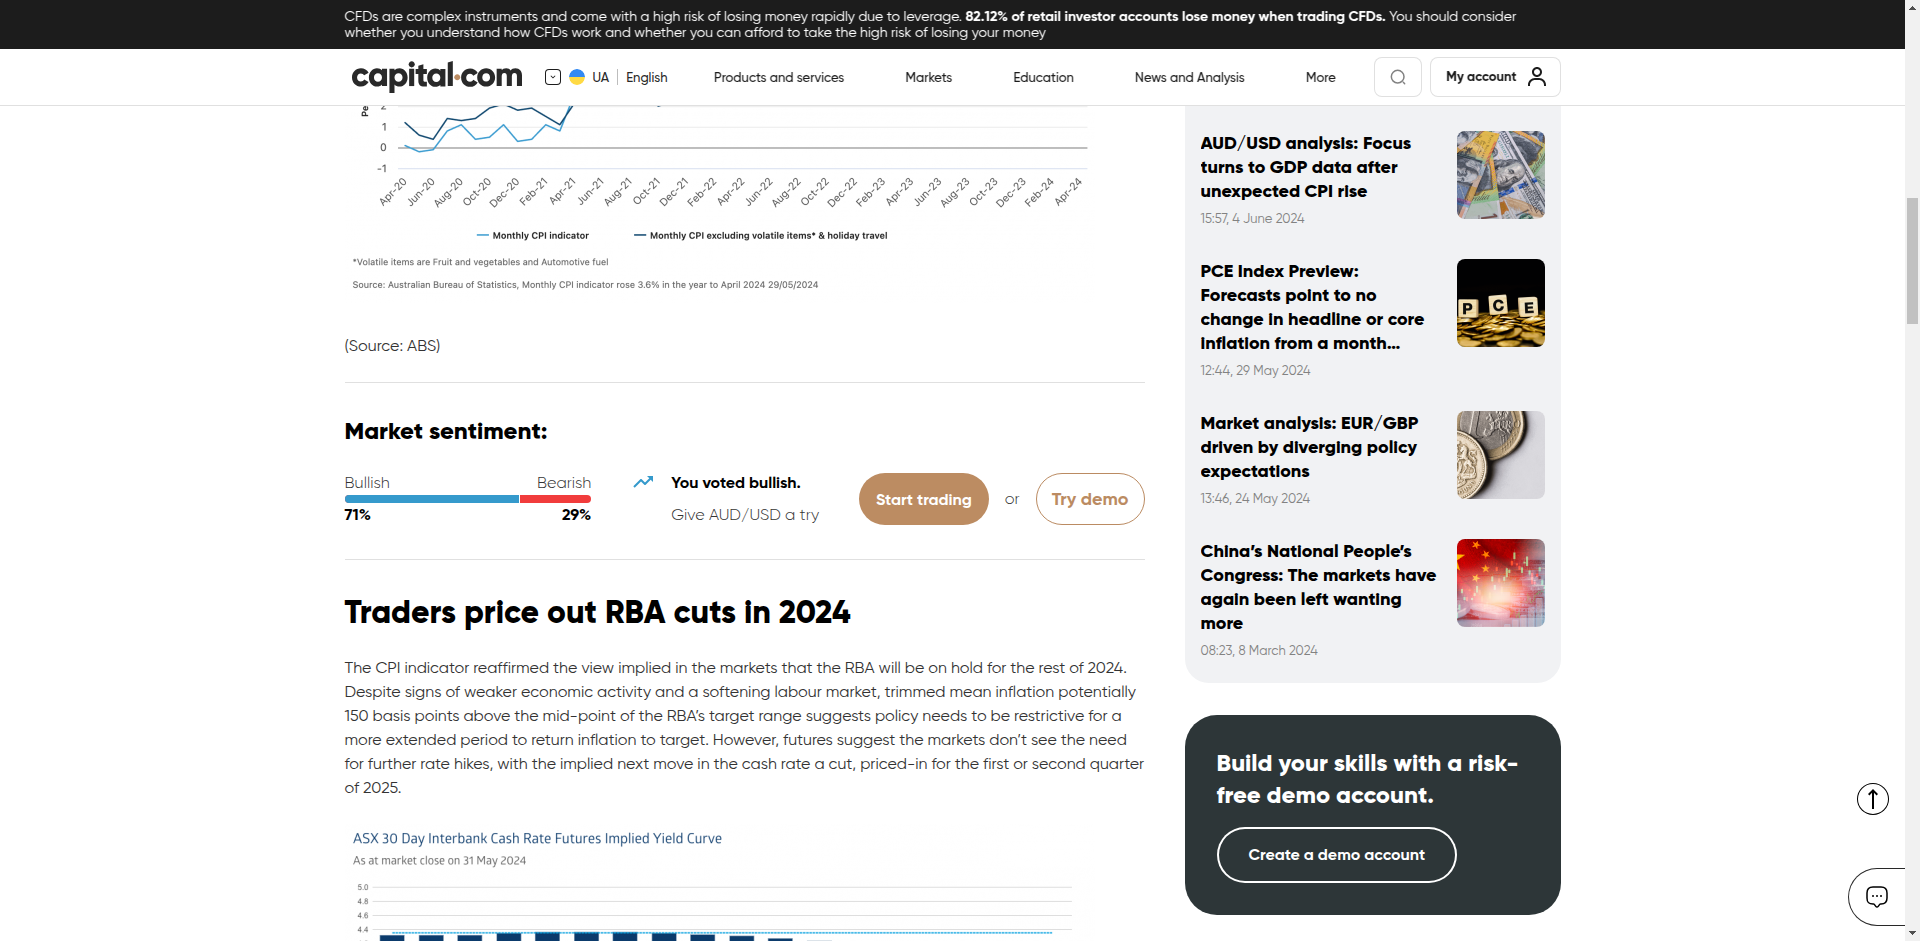 CFDs are complex instruments and come with a high risk of losing money rapidly due to leverage. 82.12% of retail investor accounts lose money when trading CFDs. You should consider
whether you understand how CFDs work and whether you can afford to take the high risk of losing your money
capital.com
UA
English
Products and services
Markets
Education
News and Analysis
More
My account
Pe
2
1
0
-1
Apr-20
Jun-20
Aug-20
Oct-20
Dec-20
Feb-21
Apr-21
Jun-21
Aug-21
Oct-21
Dec-21
Feb-22
Apr-22
Jun-22
Aug-22
Oct-22
Dec-22
Feb-23
Apr-23
Jun-23
Aug-23
Oct-23
Dec-23
Feb-24
Apr-24
Monthly CPI indicator
Monthly CPI excluding volatile items* & holiday travel
*Volatile items are Fruit and vegetables and Automotive fuel
Source: Australian Bureau of Statistics, Monthly CPI indicator rose 3.6% in the year to April 2024 29/05/2024
(Source: ABS)
Market sentiment:
Bullish
Bearish
71%
29%
You voted bullish.
Give AUD/USD a try
Start trading
or
Try demo
Traders price out RBA cuts in 2024
The CPI indicator reaffirmed the view implied in the markets that the RBA will be on hold for the rest of 2024.
Despite signs of weaker economic activity and a softening labour market, trimmed mean inflation potentially
150 basis points above the mid-point of the RBA's target range suggests policy needs to be restrictive for a
more extended period to return inflation to target. However, futures suggest the markets don't see the need
for further rate hikes, with the implied next move in the cash rate a cut, priced-in for the first or second quarter
of 2025.
ASX 30 Day Interbank Cash Rate Futures Implied Yield Curve
As at market close on 31 May 2024
5.0
4.8
4.6
4.4
AUD/USD analysis: Focus
turns to GDP data after
unexpected CPI rise
15:57, 4 June 2024
PCE Index Preview:
Forecasts point to no
change in headline or core
inflation from a month...
12:44, 29 May 2024
P C E
Market analysis: EUR/GBP
driven by diverging policy
expectations
13:46, 24 May 2024
China's National People's
Congress: The markets have
again been left wanting
more
08:23, 8 March 2024
Build your skills with a risk-
free demo account.
Create a demo account